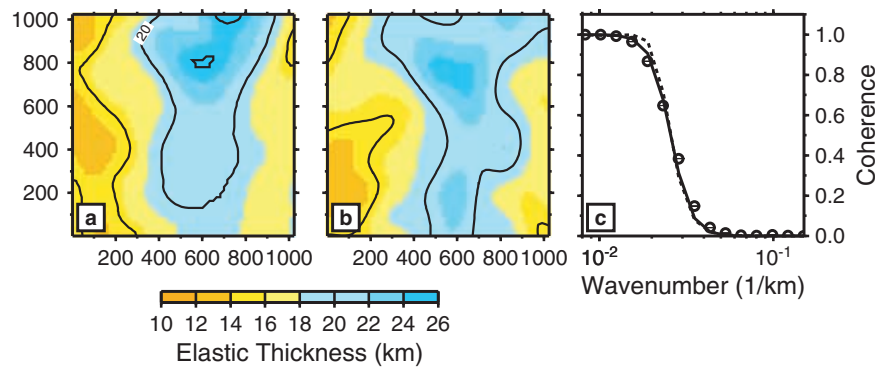 1000
800
600
400
200
20
a
b
c
200 400 600 800 1000
200 400 600 800 1000
1.0
0.8
0.6
0.4
0.2
0.0
Coherence
10-2 10-1
Wavenumber (1/km)
10 12 14 16 18 20 22 24 26
Elastic Thickness (km)